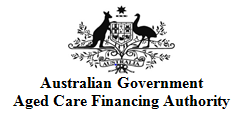 AUSTRALIA
Australian Government
Aged Care Financing Authority